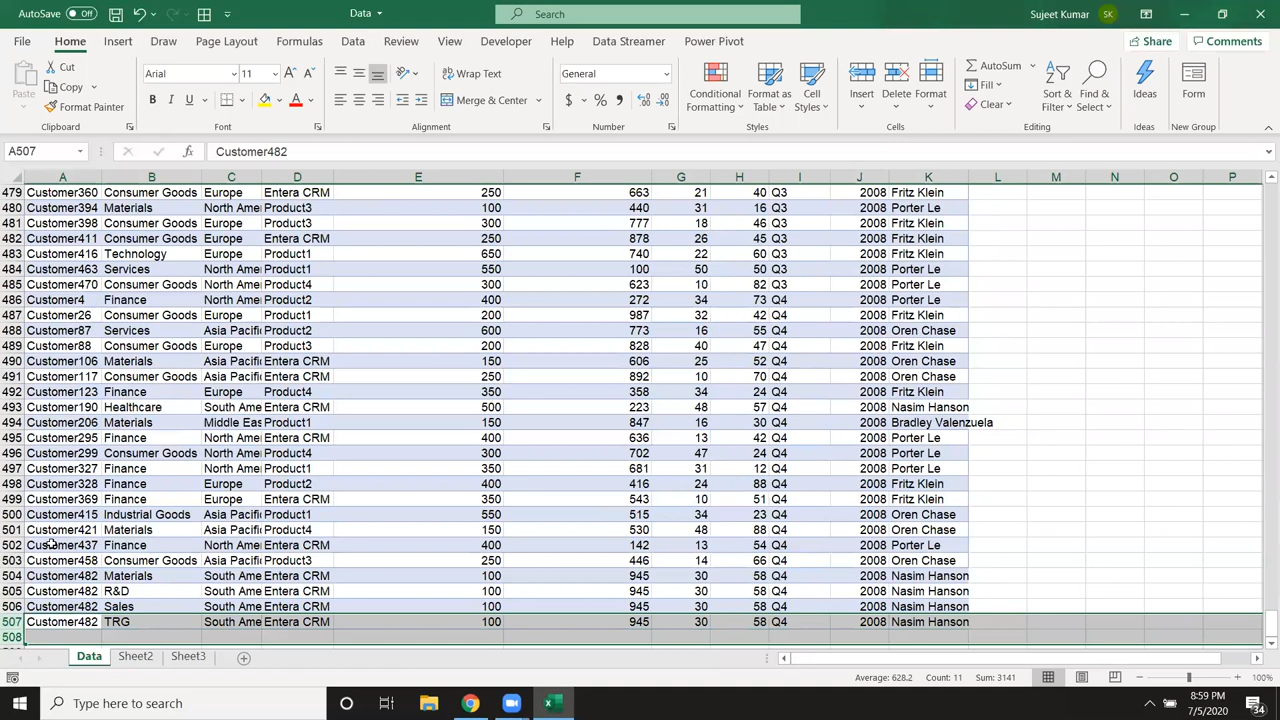 AutoSave Off Data Search Sujeet Kumar SK
File Home Insert Draw Page Layout Formulas Data Review View Developer Help Data Streamer Power Pivot Share Comments
Paste Cut Copy Format Painter Arial 11 A A Wrap Text General Conditional Formatting Format as Table Cell Styles Insert Delete Format AutoSum Fill Clear Sort & Filter Find & Select Ideas Form
B I U A Merge & Center $ % ,
Clipboard Font Alignment Number Styles Cells Editing Ideas New Group
A507 fx Customer482
A B C D E F G H I J K L M N O P
479 Customer360 Consumer Goods Europe Entera CRM 250 663 21 40 Q3 2008 Fritz Klein
480 Customer394 Materials North Ame Product3 100 440 31 16 Q3 2008 Porter Le
481 Customer398 Consumer Goods Europe Product3 300 777 18 46 Q3 2008 Fritz Klein
482 Customer411 Consumer Goods Europe Entera CRM 250 878 26 45 Q3 2008 Fritz Klein
483 Customer416 Technology Europe Product1 650 740 22 60 Q3 2008 Fritz Klein
484 Customer463 Services North Ame Product1 550 100 50 50 Q3 2008 Porter Le
485 Customer470 Consumer Goods North Ame Product4 300 623 10 82 Q3 2008 Porter Le
486 Customer4 Finance North Ame Product2 400 272 34 73 Q4 2008 Porter Le
487 Customer26 Consumer Goods Europe Product1 200 987 32 42 Q4 2008 Fritz Klein
488 Customer87 Services Asia Pacifi Product2 600 773 16 55 Q4 2008 Oren Chase
489 Customer88 Consumer Goods Europe Product3 200 828 40 47 Q4 2008 Fritz Klein
490 Customer106 Materials Asia Pacifi Entera CRM 150 606 25 52 Q4 2008 Oren Chase
491 Customer117 Consumer Goods Asia Pacifi Entera CRM 250 892 10 70 Q4 2008 Oren Chase
492 Customer123 Finance Europe Product4 350 358 34 24 Q4 2008 Fritz Klein
493 Customer190 Healthcare South Ame Entera CRM 500 223 48 57 Q4 2008 Nasim Hanson
494 Customer206 Materials Middle Eas Product1 150 847 16 30 Q4 2008 Bradley Valenzuela
495 Customer295 Finance North Ame Entera CRM 400 636 13 42 Q4 2008 Porter Le
496 Customer299 Consumer Goods North Ame Product4 300 702 47 24 Q4 2008 Porter Le
497 Customer327 Finance North Ame Product1 350 681 31 12 Q4 2008 Porter Le
498 Customer328 Finance Europe Product2 400 416 24 88 Q4 2008 Fritz Klein
499 Customer369 Finance Europe Entera CRM 350 543 10 51 Q4 2008 Fritz Klein
500 Customer415 Industrial Goods Asia Pacifi Product1 550 515 34 23 Q4 2008 Oren Chase
501 Customer421 Materials Asia Pacifi Product4 150 530 48 88 Q4 2008 Oren Chase
502 Customer437 Finance North Ame Entera CRM 400 142 13 54 Q4 2008 Porter Le
503 Customer458 Consumer Goods Asia Pacifi Product3 250 446 14 66 Q4 2008 Oren Chase
504 Customer482 Materials South Ame Entera CRM 100 945 30 58 Q4 2008 Nasim Hanson
505 Customer482 R&D South Ame Entera CRM 100 945 30 58 Q4 2008 Nasim Hanson
506 Customer482 Sales South Ame Entera CRM 100 945 30 58 Q4 2008 Nasim Hanson
507 Customer482 TRG South Ame Entera CRM 100 945 30 58 Q4 2008 Nasim Hanson
508
Data Sheet2 Sheet3
Average: 628.2 Count: 11 Sum: 3141 100%
Type here to search 8:59 PM
7/5/2020 34